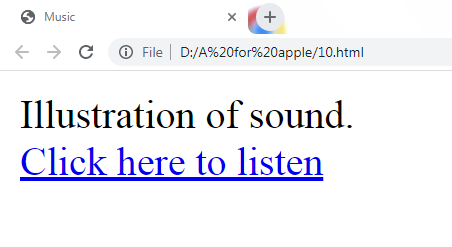 Music
File
D:/A%20for%20apple/10.html
Illustration of sound.
Click here to listen